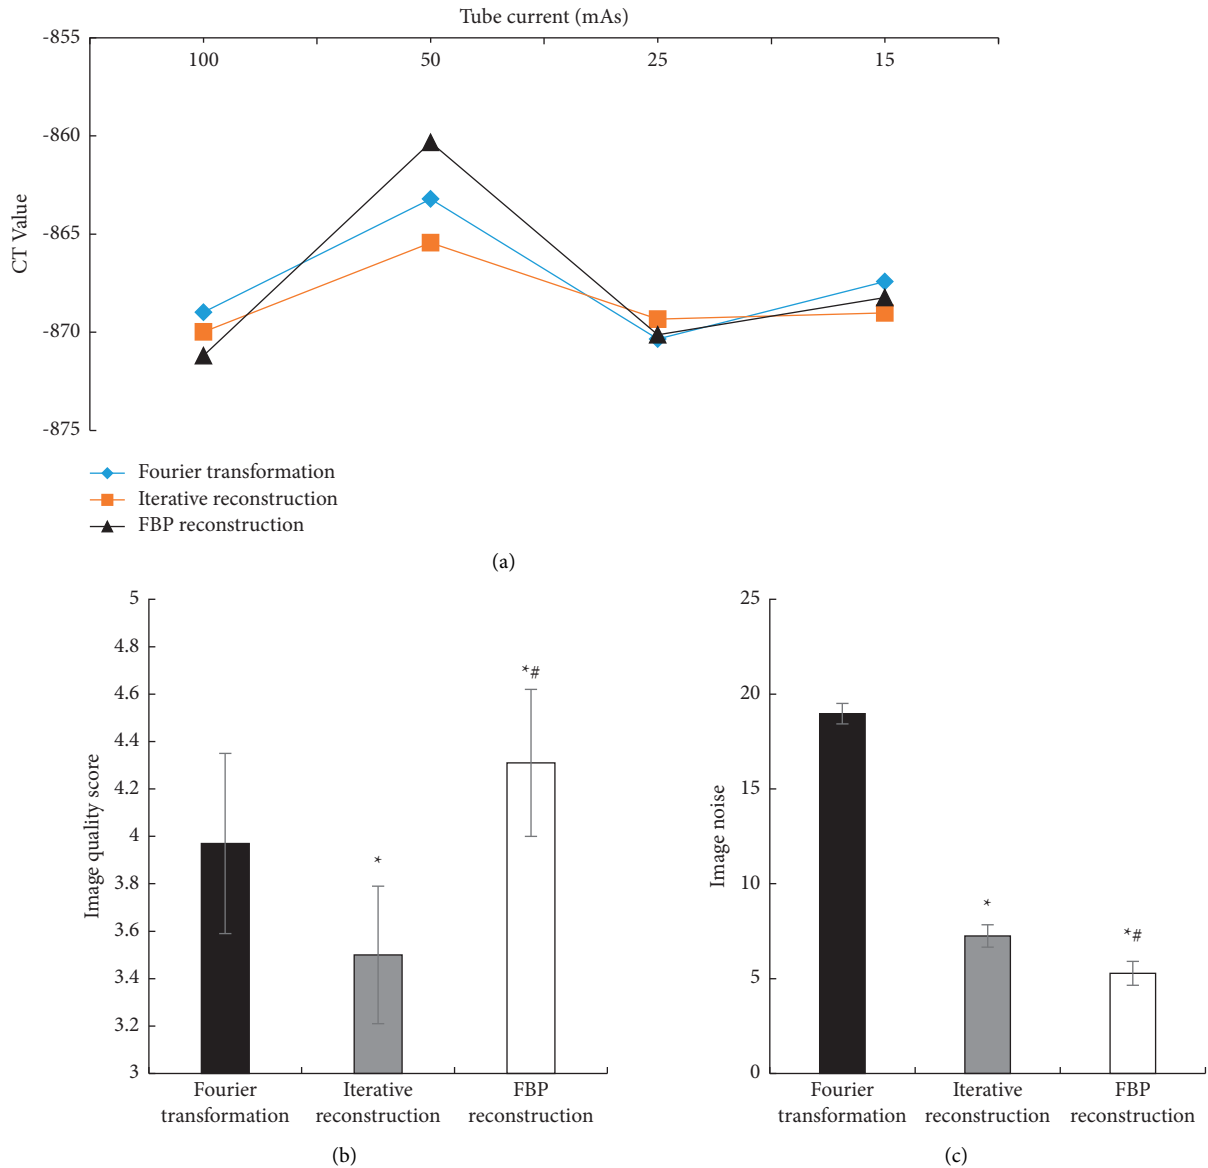 Tube current (mAs)
-855
100 50 25 15
-860
-865
-870
-875
CT Value
Fourier transformation
Iterative reconstruction
FBP reconstruction
(a)
5
4.8
4.6
4.4
4.2
4
3.8
3.6
3.4
3.2
3
Image quality score
*
*#
Fourier
transformation
Iterative
reconstruction
FBP
reconstruction
(b)
25
20
15
10
5
0
Image noise
*
*#
Fourier
transformation
Iterative
reconstruction
FBP
reconstruction
(c)